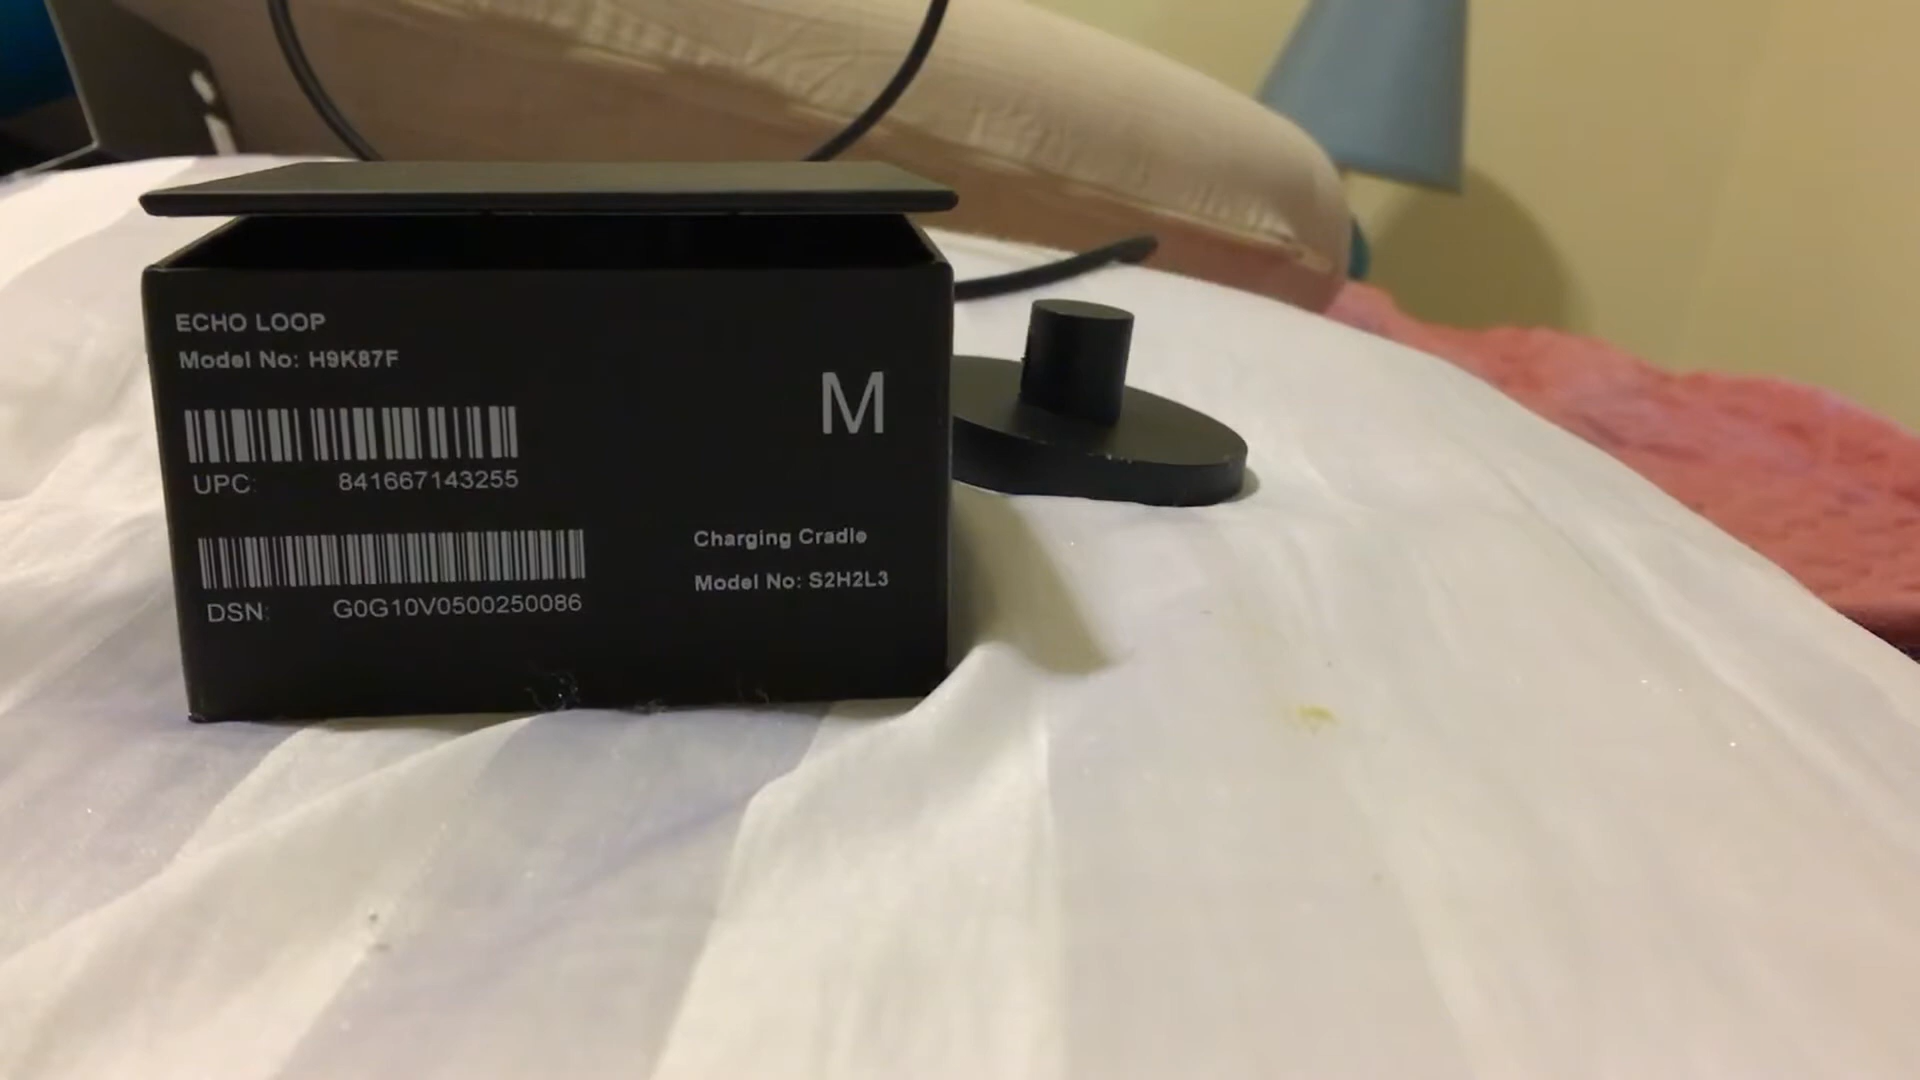 ECHO LOOP
Model No: H9K87F
M
UPC: 841667143255
Charging Cradle
Model No: S2H2L3
DSN: G0G10V0500250086